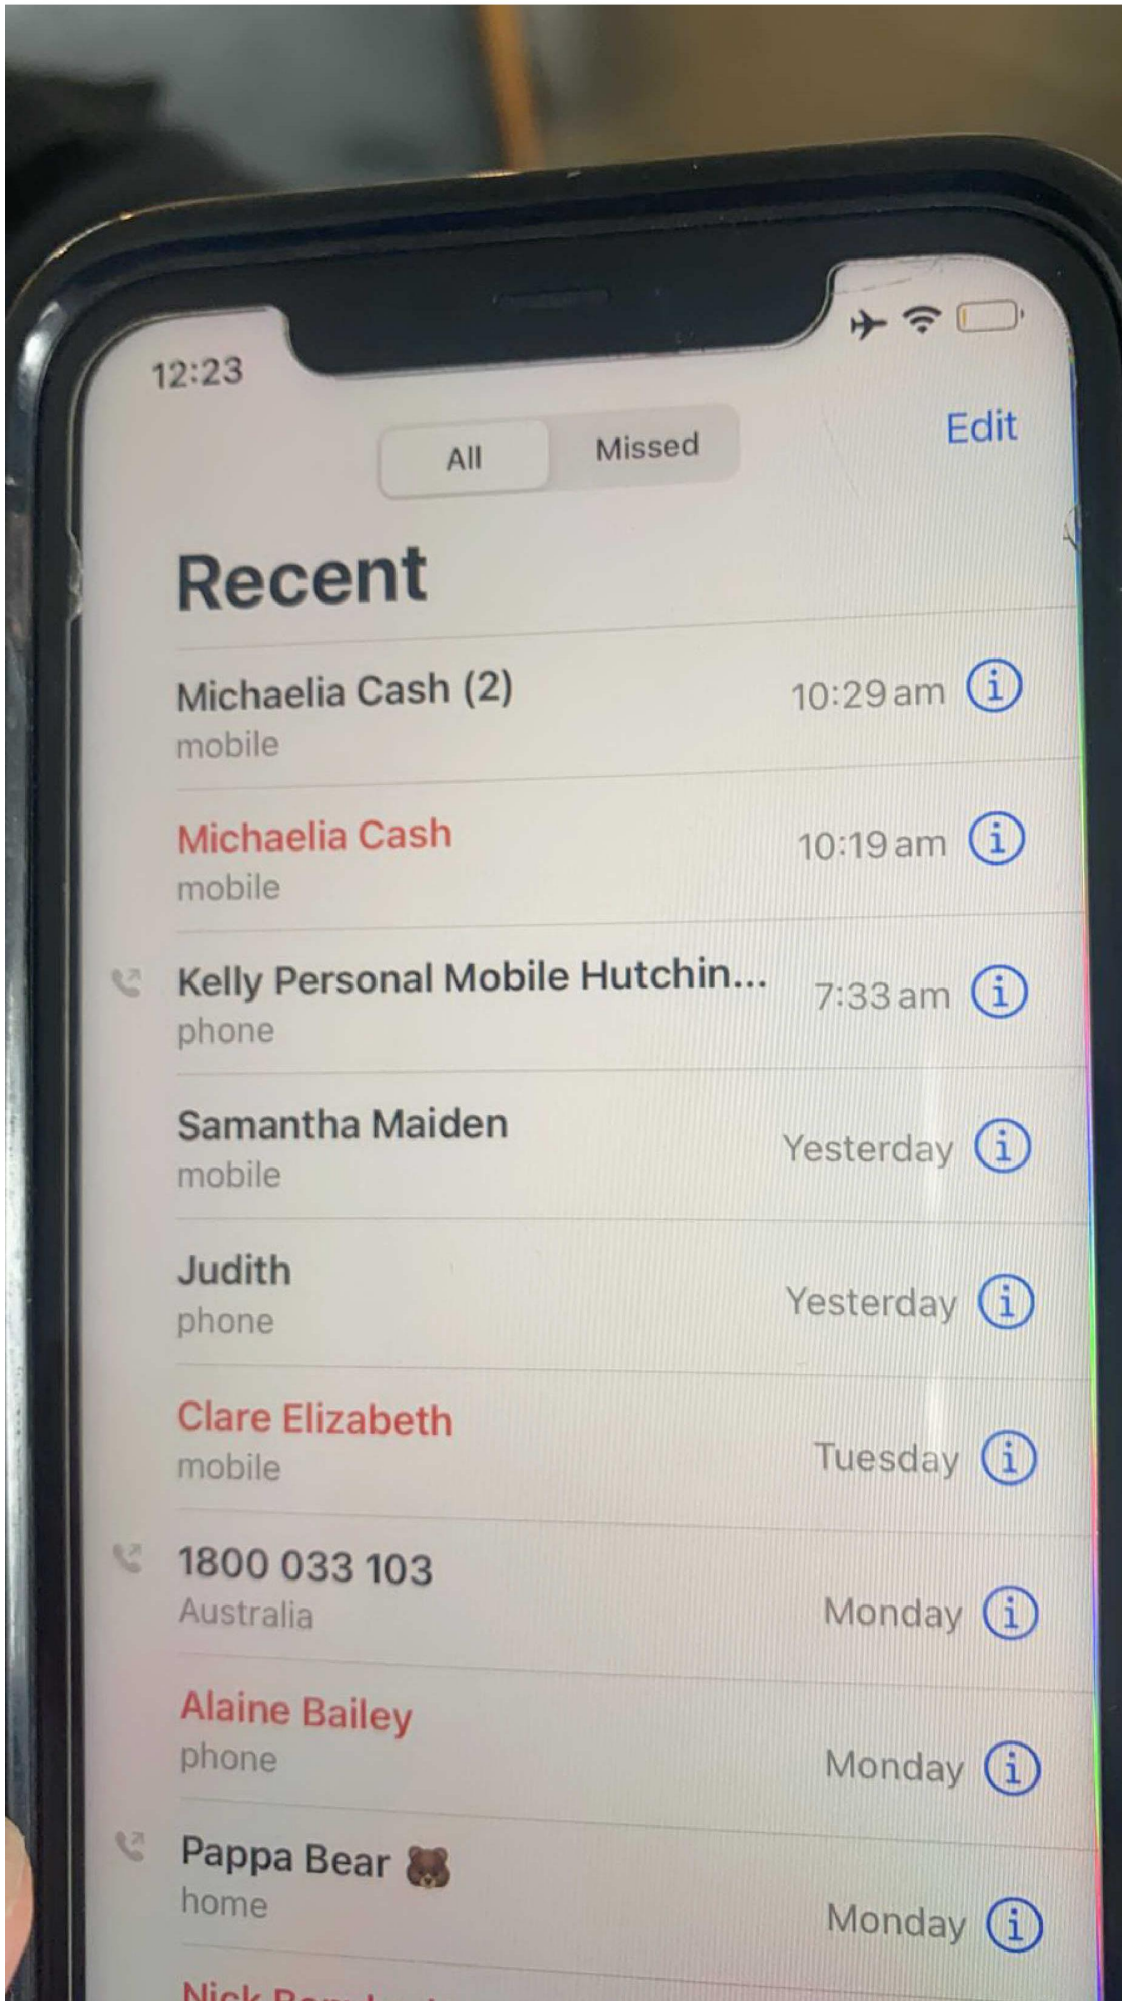 12:23
All Missed Edit
Recent
Michaelia Cash (2)
mobile
10:29 am
Michaelia Cash
mobile
10:19 am
Kelly Personal Mobile Hutchin...
phone
7:33 am
Samantha Maiden
mobile
Yesterday
Judith
phone
Yesterday
Clare Elizabeth
mobile
Tuesday
1800 033 103
Australia
Monday
Alaine Bailey
phone
Monday
Pappa Bear 🐻
home
Monday
Nick